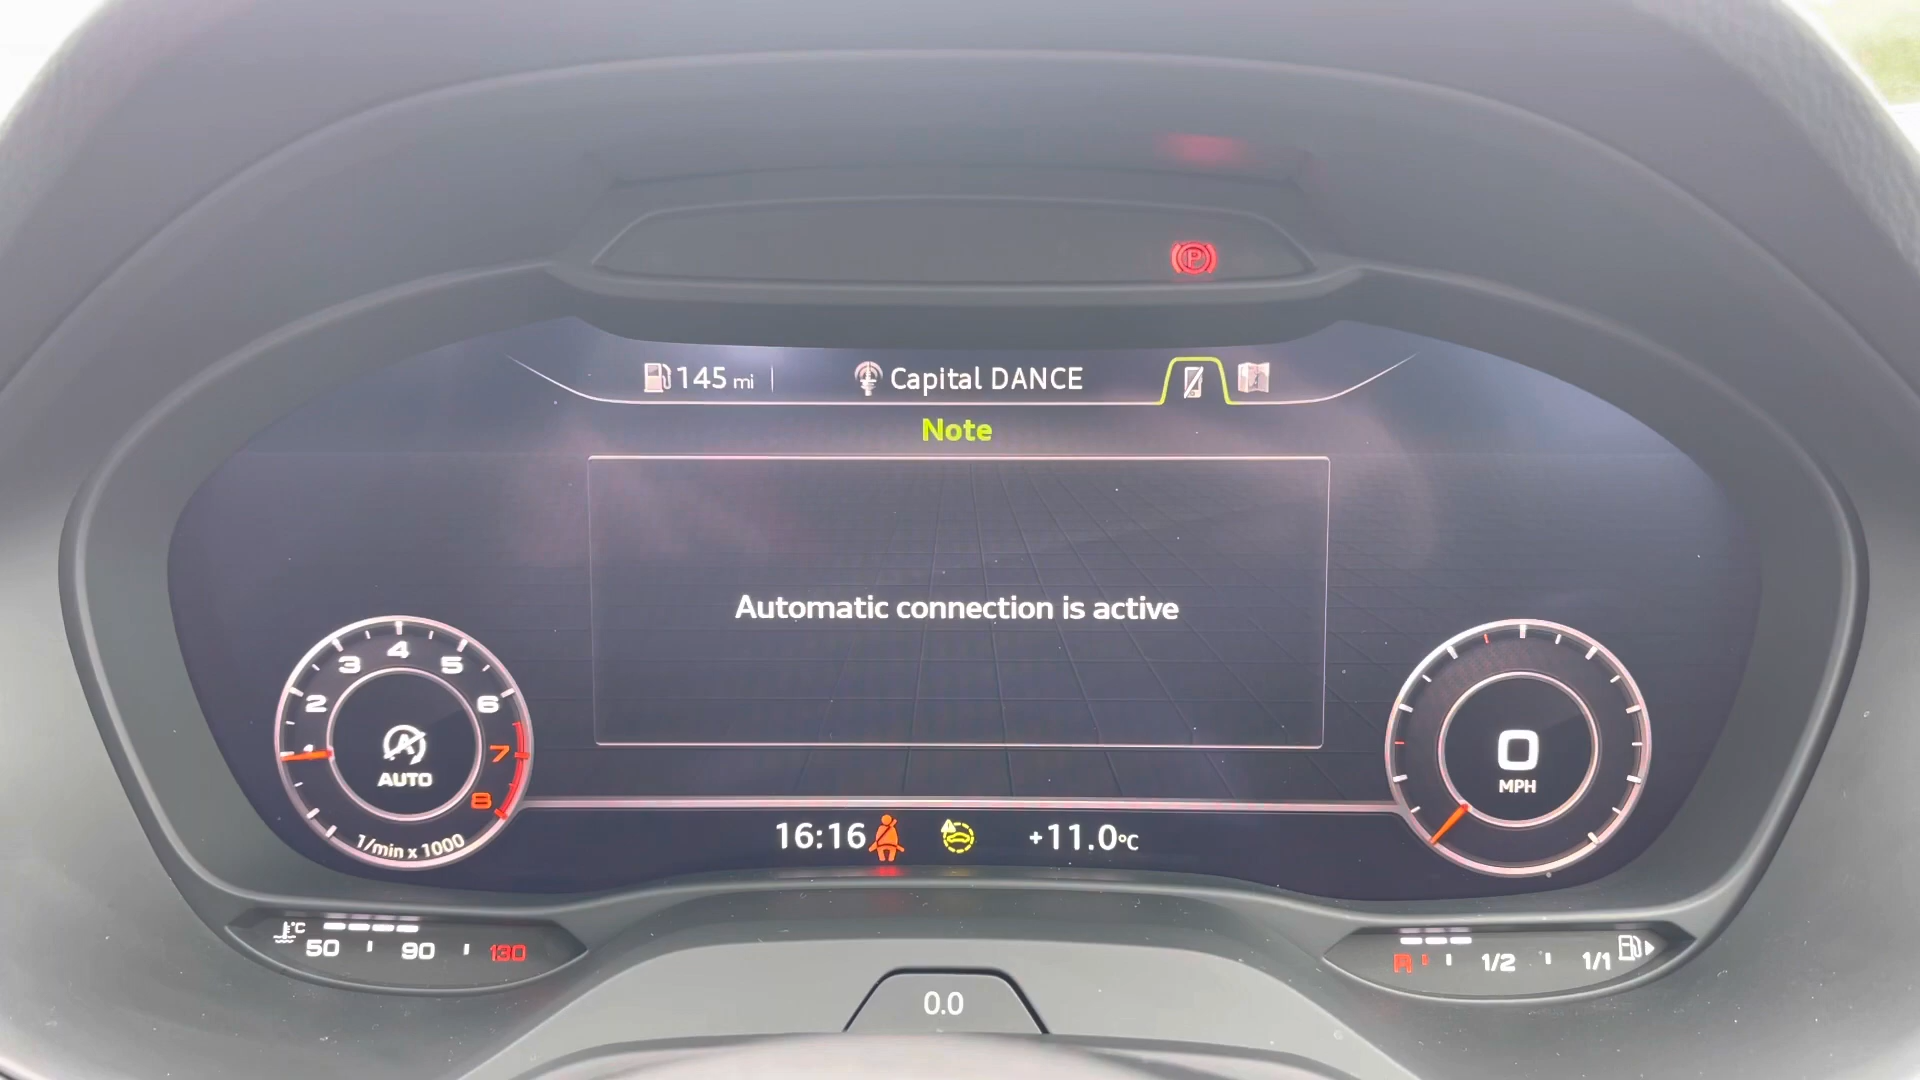 P
145 mi
Capital DANCE
Note
Automatic connection is active
1 2 3 4 5 6 7 8
A
AUTO
1/min x 1000
0
MPH
16:16
+11.0°C
°C
50 90 130
R 1/2 1/1
0.0